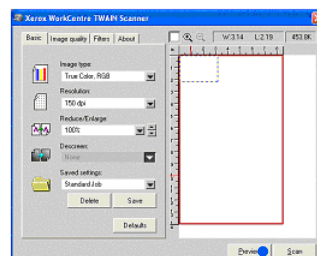 Xerox WorkCentre TWAIN Scanner
Basic Image quality Filters About
W:3.14 L:2.19 453.8K
Image type:
True Color, RGB
Resolution:
150 dpi
Reduce/Enlarge:
100%
Descreen:
None
Saved settings:
Standard Job
Delete Save
Defaults
Preview Scan